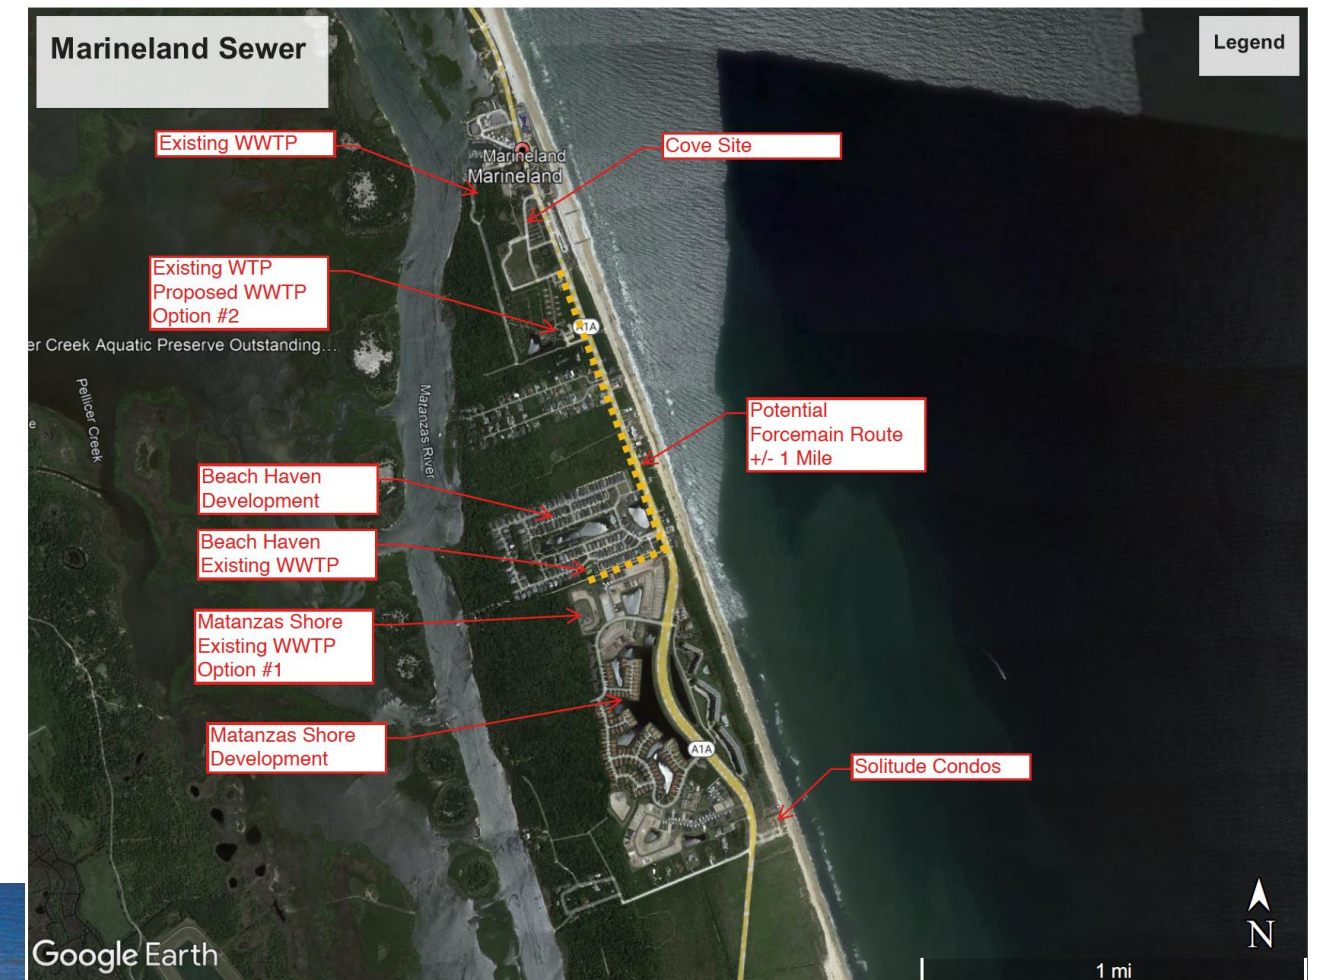 Marineland Sewer
Legend
Existing WWTP
Cove Site
Marineland
Marineland
Existing WTP
Proposed WWTP
Option #2
A1A
er Creek Aquatic Preserve Outstanding...
Pellicer Creek
e
Matanzas River
Potential
Forcemain Route
+/- 1 Mile
Beach Haven
Development
Beach Haven
Existing WWTP
Matanzas Shore
Existing WWTP
Option #1
Matanzas Shore
Development
A1A
Solitude Condos
N
Google Earth
1 mi